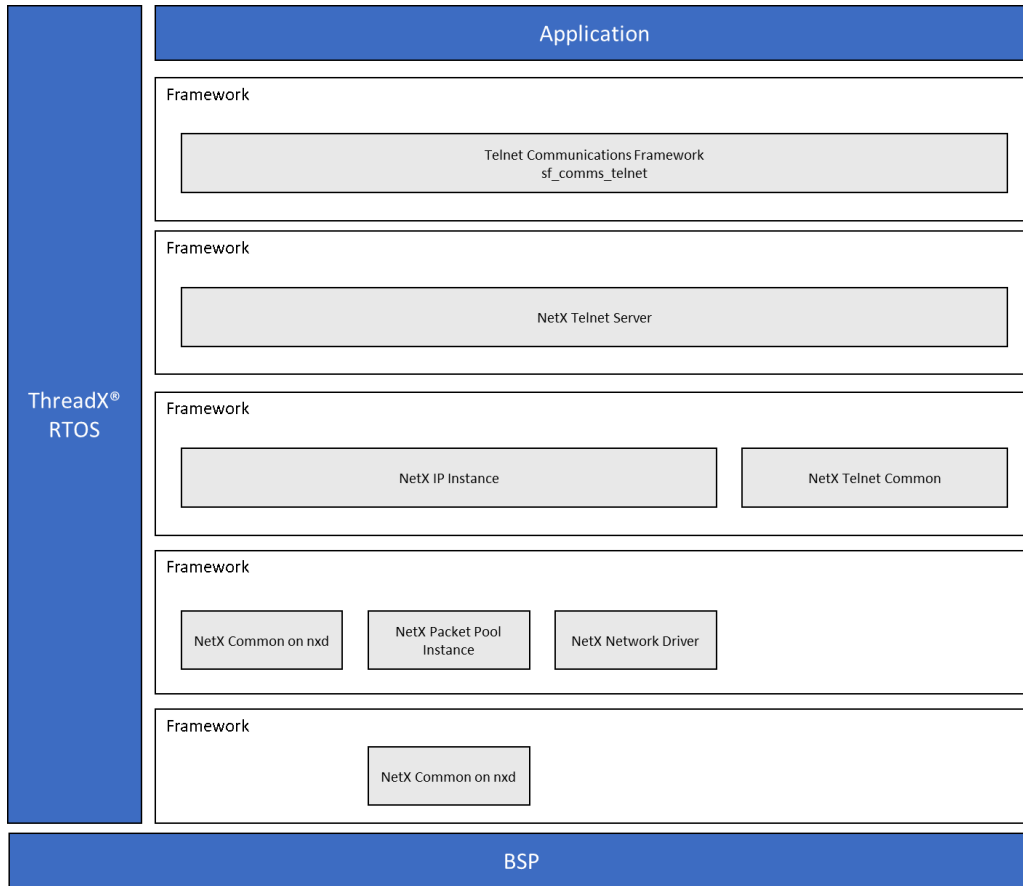 Application
Framework
Telnet Communications Framework
sf_comms_telnet
Framework
NetX Telnet Server
ThreadX®
RTOS
Framework
NetX IP Instance
NetX Telnet Common
Framework
NetX Common on nxd
NetX Packet Pool
Instance
NetX Network Driver
Framework
NetX Common on nxd
BSP